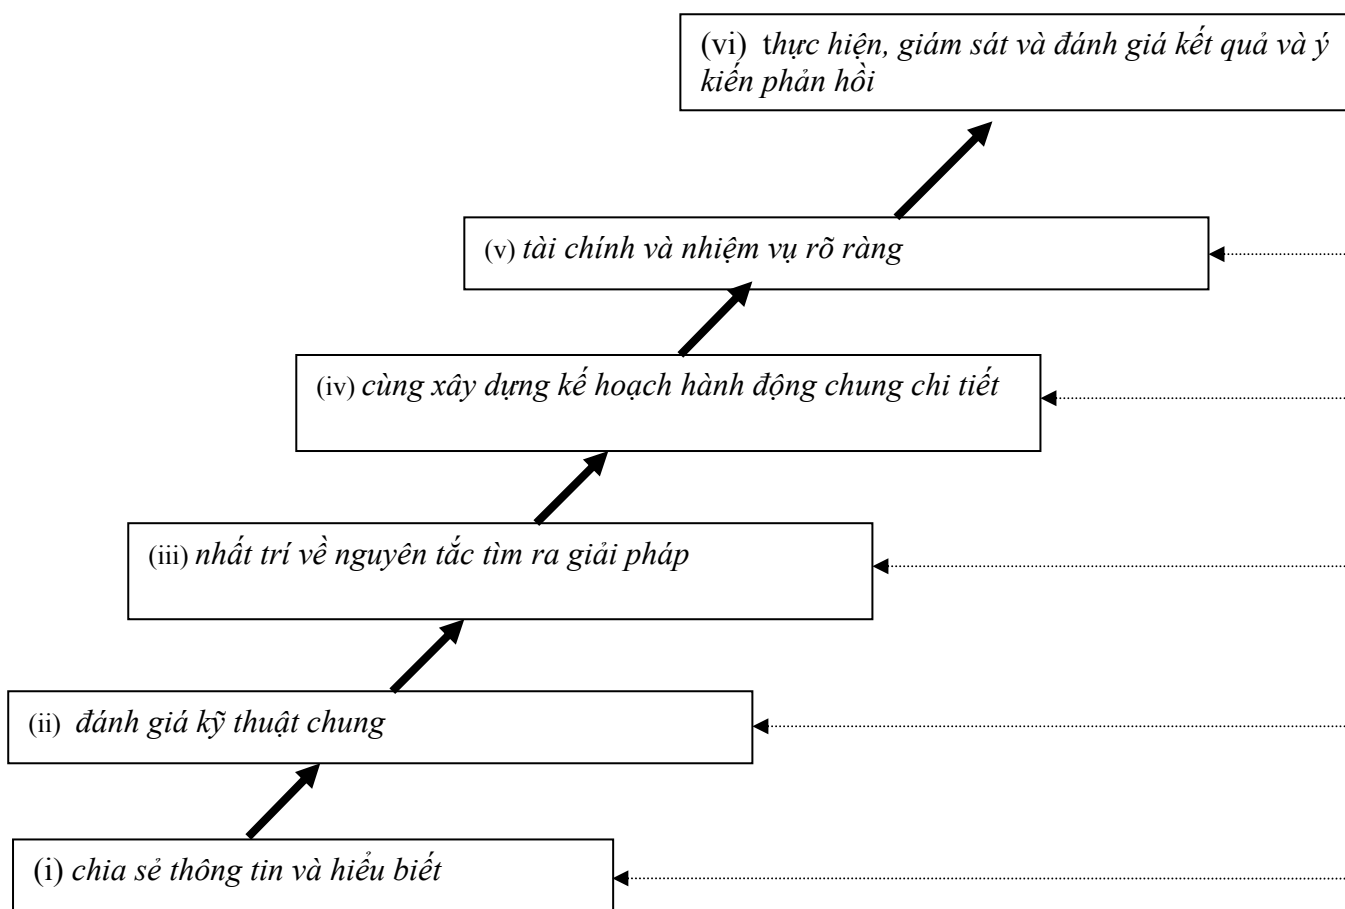 (vi) thực hiện, giám sát và đánh giá kết quả và ý
kiến phản hồi
(v) tài chính và nhiệm vụ rõ ràng
(iv) cùng xây dựng kế hoạch hành động chung chi tiết
(iii) nhất trí về nguyên tắc tìm ra giải pháp
(ii) đánh giá kỹ thuật chung
(i) chia sẻ thông tin và hiểu biết